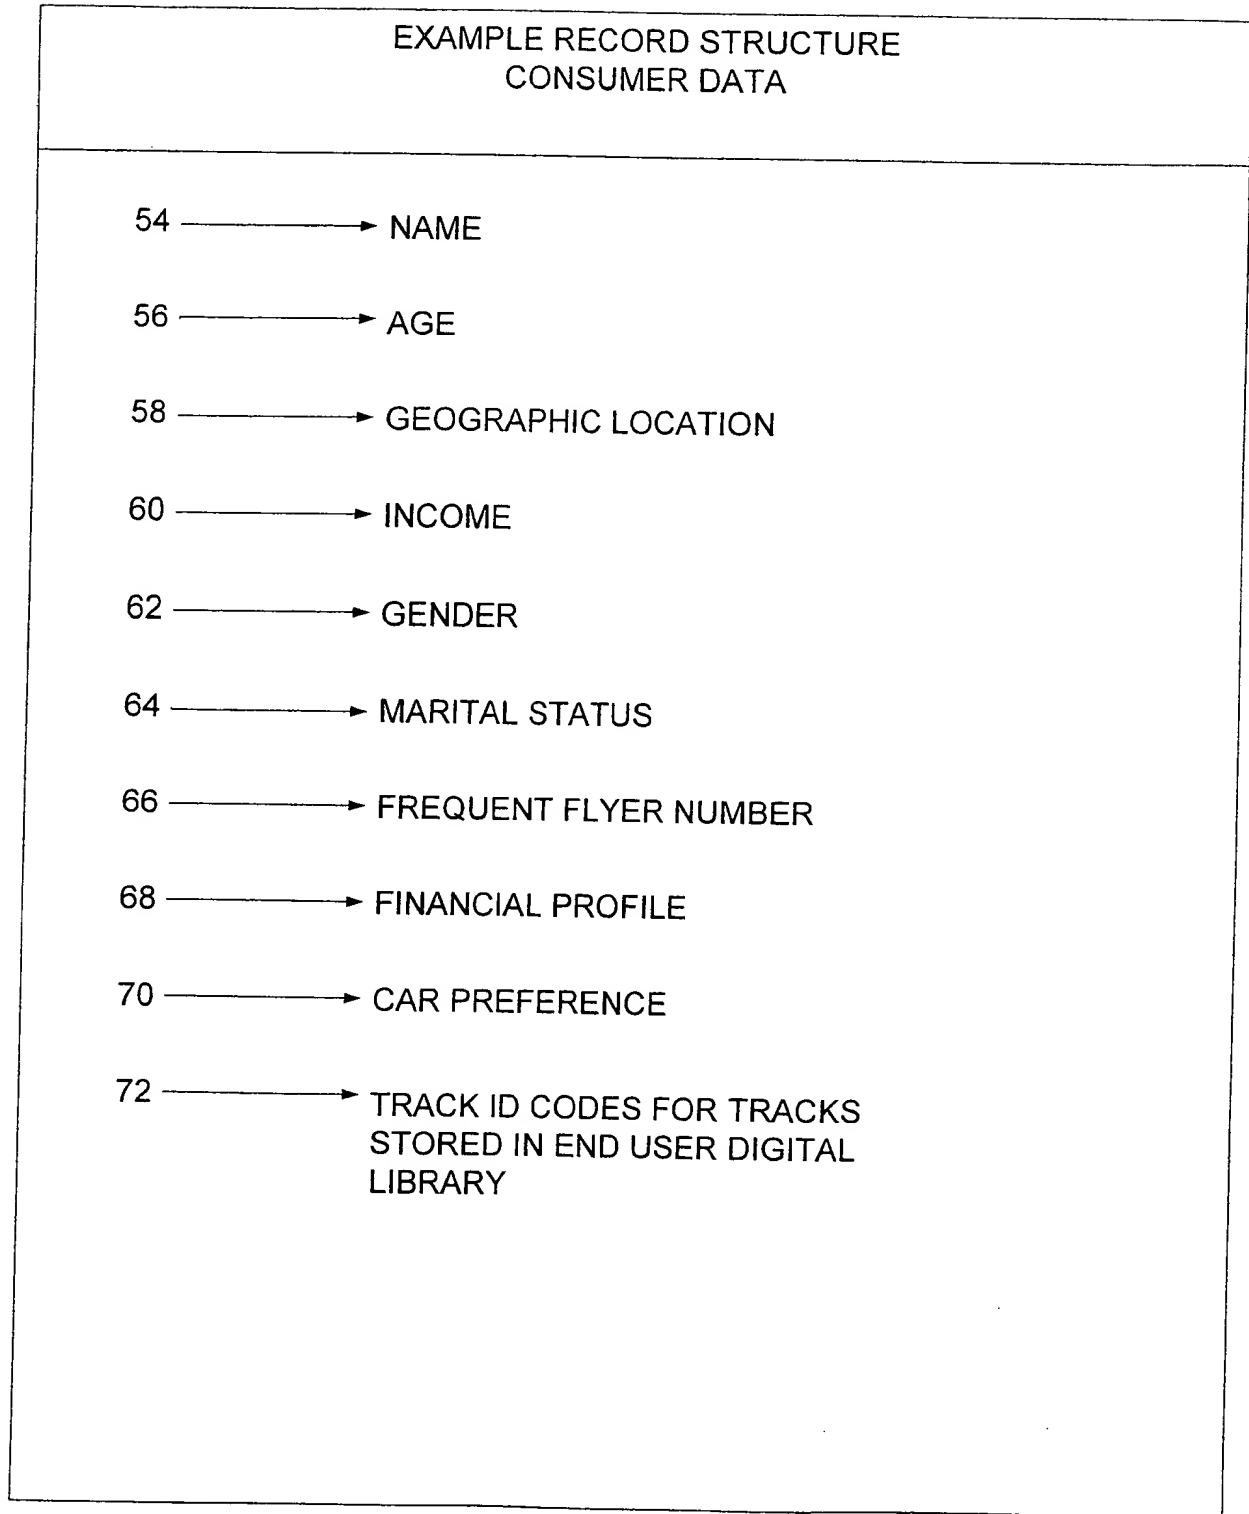 EXAMPLE RECORD STRUCTURE
CONSUMER DATA
54 NAME
56 AGE
58 GEOGRAPHIC LOCATION
60 INCOME
62 GENDER
64 MARITAL STATUS
66 FREQUENT FLYER NUMBER
68 FINANCIAL PROFILE
70 CAR PREFERENCE
72 TRACK ID CODES FOR TRACKS
STORED IN END USER DIGITAL
LIBRARY